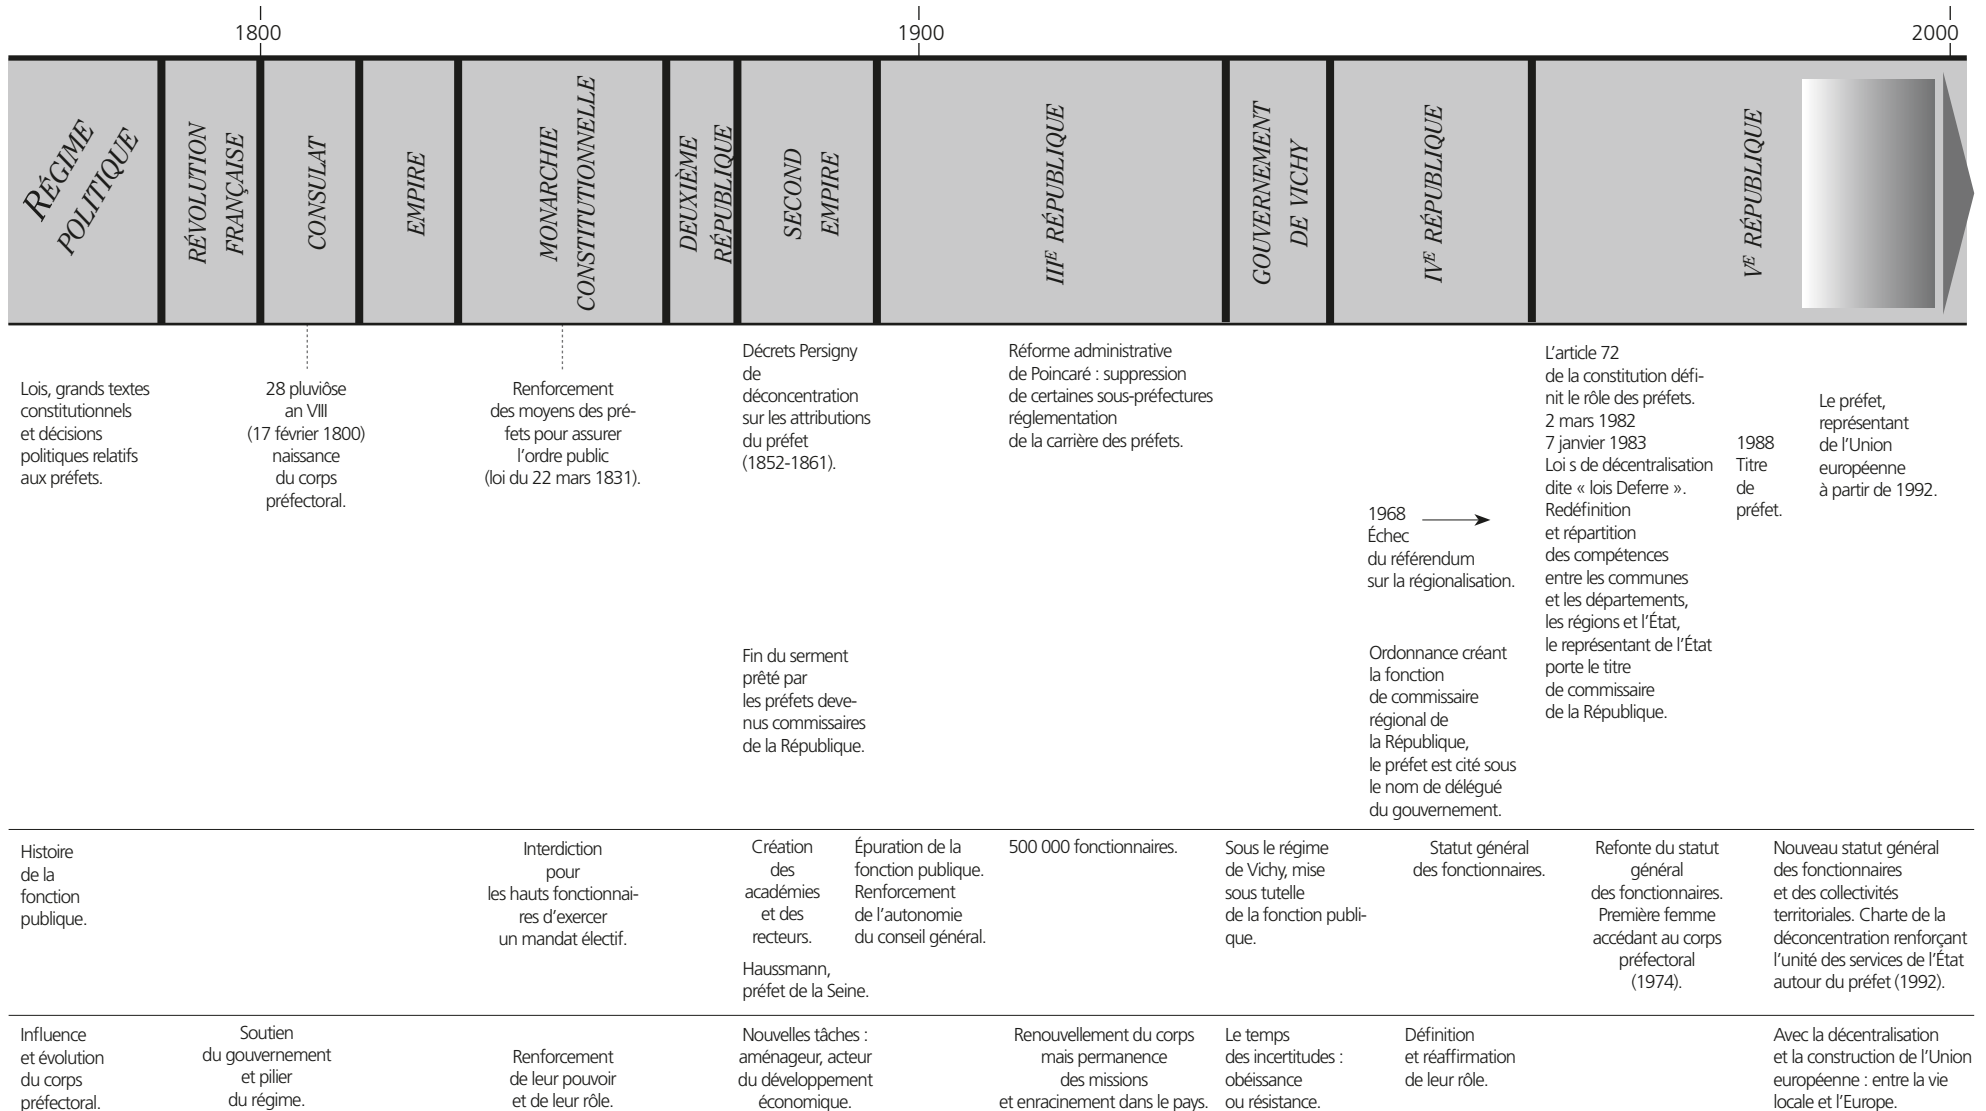 1800
1900
2000
RÉGIME
POLITIQUE
RÉVOLUTION
FRANÇAISE
CONSULAT
EMPIRE
MONARCHIE
CONSTITUTIONNELLE
DEUXIÈME
RÉPUBLIQUE
SECOND
EMPIRE
IIIE RÉPUBLIQUE
GOUVERNEMENT
DE VICHY
IVE RÉPUBLIQUE
VE RÉPUBLIQUE
Lois, grands textes
constitutionnels
et décisions
politiques relatifs
aux préfets.
28 pluviôse
an VIII
(17 février 1800)
naissance
du corps
préfectoral.
Renforcement
des moyens des pré-
fets pour assurer
l'ordre public
(loi du 22 mars 1831).
Décrets Persigny
de
déconcentration
sur les attributions
du préfet
(1852-1861).
Fin du serment
prêté par
les préfets deve-
nus commissaires
de la République.
Réforme administrative
de Poincaré : suppression
de certaines sous-préfectures
réglementation
de la carrière des préfets.
1968
Échec
du référendum
sur la régionalisation.
Ordonnance créant
la fonction
de commissaire
régional de
la République,
le préfet est cité sous
le nom de délégué
du gouvernement.
L'article 72
de la constitution défi-
nit le rôle des préfets.
2 mars 1982
7 janvier 1983
Loi s de décentralisation
dite « lois Deferre ».
Redéfinition
et répartition
des compétences
entre les communes
et les départements,
les régions et l'État,
le représentant de l'État
porte le titre
de commissaire
de la République.
1988
Titre
de
préfet.
Le préfet,
représentant
de l'Union
européenne
à partir de 1992.
Histoire
de la
fonction
publique.
Interdiction
pour
les hauts fonctionnai-
res d'exercer
un mandat électif.
Création
des
académies
et des
recteurs.
Haussmann,
préfet de la Seine.
Épuration de la
fonction publique.
Renforcement
de l'autonomie
du conseil général.
500 000 fonctionnaires.
Sous le régime
de Vichy, mise
sous tutelle
de la fonction publi-
que.
Statut général
des fonctionnaires.
Refonte du statut
général
des fonctionnaires.
Première femme
accédant au corps
préfectoral
(1974).
Nouveau statut général
des fonctionnaires
et des collectivités
territoriales. Charte de la
déconcentration renforçant
l'unité des services de l'État
autour du préfet (1992).
Influence
et évolution
du corps
préfectoral.
Soutien
du gouvernement
et pilier
du régime.
Renforcement
de leur pouvoir
et de leur rôle.
Nouvelles tâches :
aménageur, acteur
du développement
économique.
Renouvellement du corps
mais permanence
des missions
et enracinement dans le pays.
Le temps
des incertitudes :
obéissance
ou résistance.
Définition
et réaffirmation
de leur rôle.
Avec la décentralisation
et la construction de l'Union
européenne : entre la vie
locale et l'Europe.